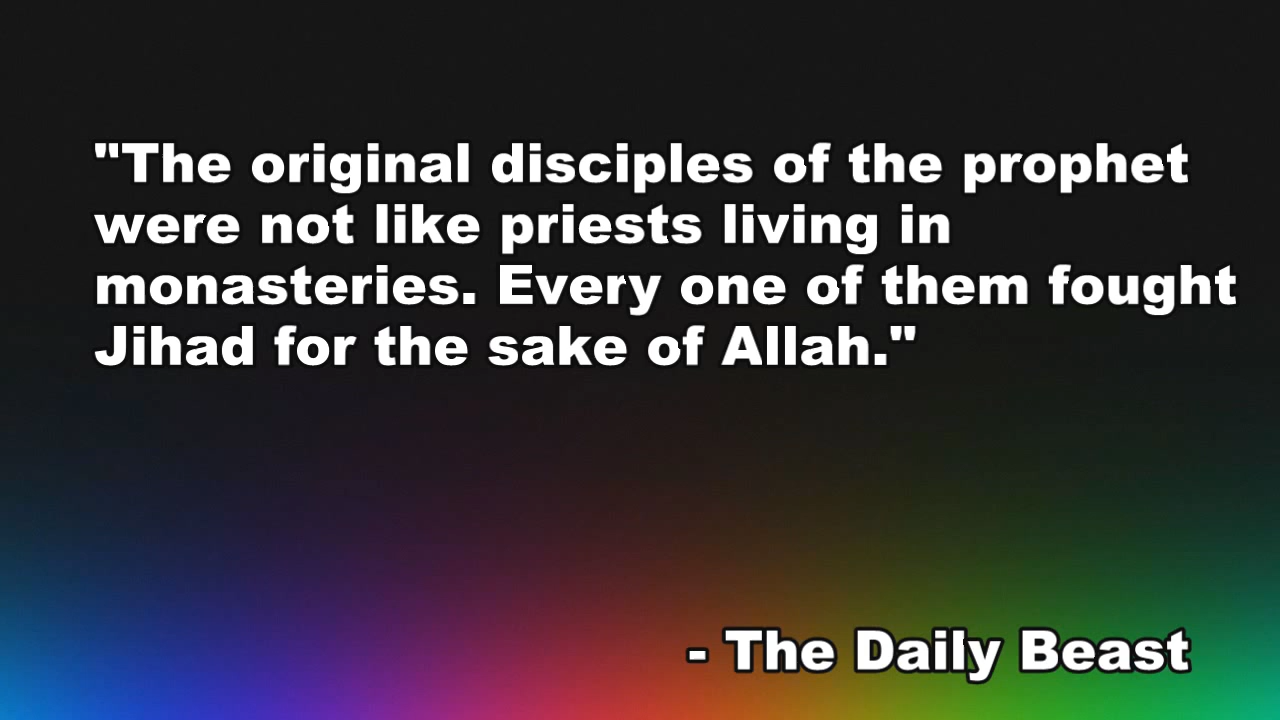 "The original disciples of the prophet
were not like priests living in
monasteries. Every one of them fought
Jihad for the sake of Allah."
- The Daily Beast